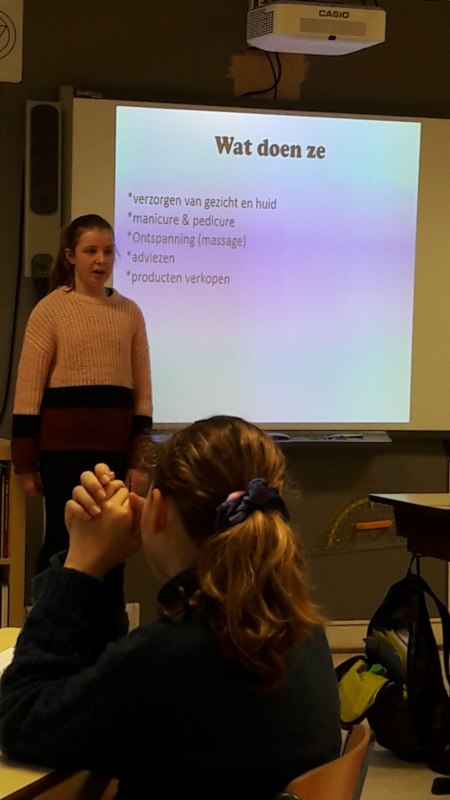 CASIO
Wat doen ze
*verzorgen van gezicht en huid
*manicure & pedicure
*Ontspanning (massage)
*adviezen
*producten verkopen